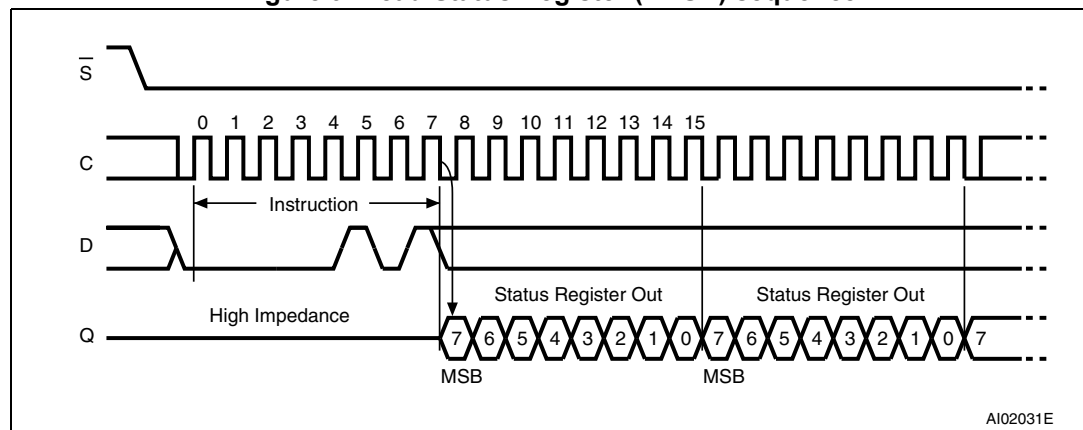 S
0 1 2 3 4 5 6 7 8 9 10 11 12 13 14 15
C
Instruction
D
Status Register Out Status Register Out
High Impedance
Q
7 6 5 4 3 2 1 0 7 6 5 4 3 2 1 0 7
MSB MSB
AI02031E